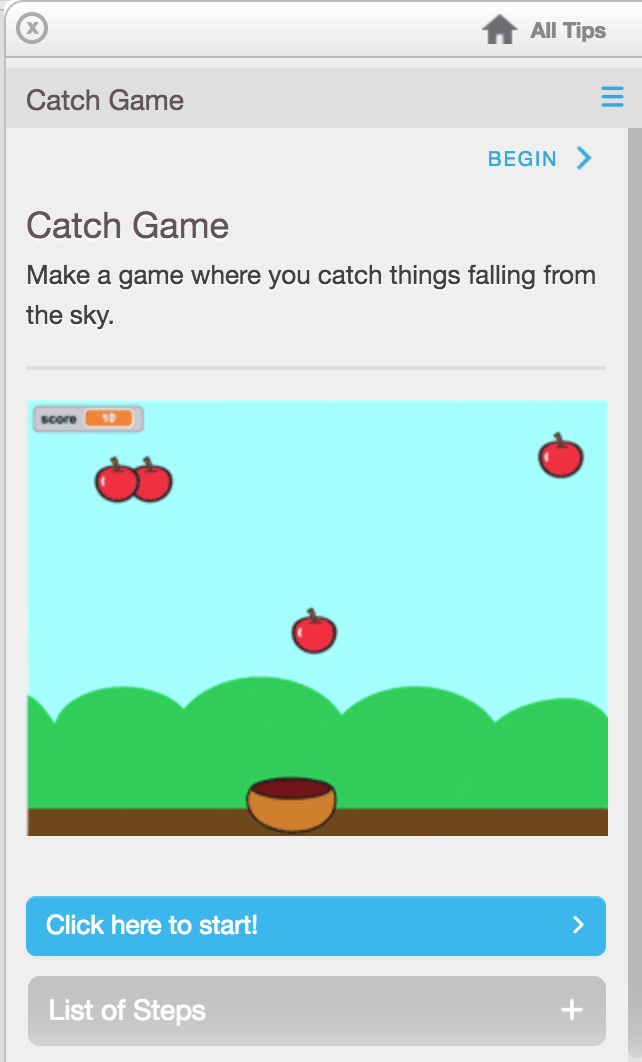 All Tips
Catch Game
BEGIN
Catch Game
Make a game where you catch things falling from
the sky.
score 10
Click here to start!
List of Steps